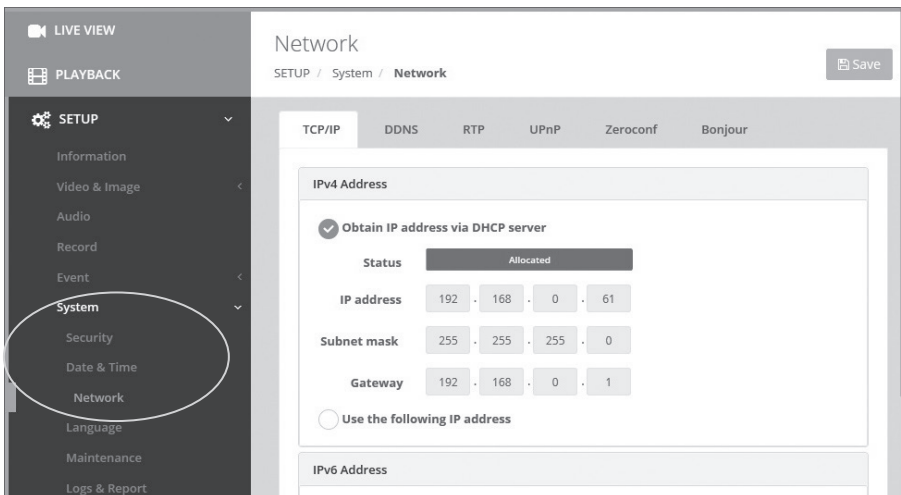 LIVE VIEW
PLAYBACK
SETUP
Information
Video & Image
Audio
Record
Event
System
Security
Date & Time
Network
Language
Maintenance
Logs & Report
Network
SETUP / System / Network
Save
TCP/IP DDNS RTP UPnP Zeroconf Bonjour
IPv4 Address
Obtain IP address via DHCP server
Status Allocated
IP address 192 . 168 . 0 . 61
Subnet mask 255 . 255 . 255 . 0
Gateway 192 . 168 . 0 . 1
Use the following IP address
IPv6 Address